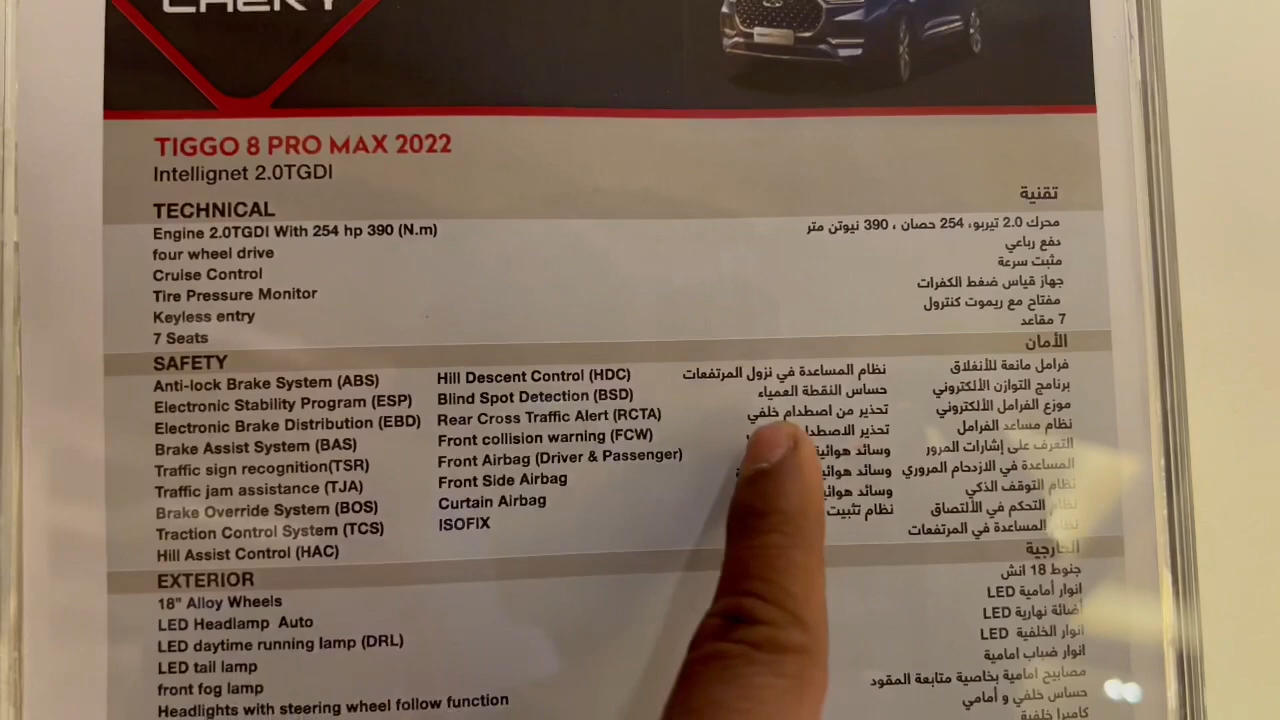 CHERY
TIGGO 8 PRO MAX 2022
Intellignet 2.0TGDI
TECHNICAL
Engine 2.0TGDI With 254 hp 390 (N.m)
four wheel drive
Cruise Control
Tire Pressure Monitor
Keyless entry
7 Seats
تقنية
محرك 2.0 تيربو، 254 حصان ، 390 نيوتن متر
دفع رباعي
مثبت سرعة
جهاز قياس ضغط الكفرات
مفتاح مع ريموت كنترول
7 مقاعد
SAFETY
Anti-lock Brake System (ABS)
Electronic Stability Program (ESP)
Electronic Brake Distribution (EBD)
Brake Assist System (BAS)
Traffic sign recognition(TSR)
Traffic jam assistance (TJA)
Brake Override System (BOS)
Traction Control System (TCS)
Hill Assist Control (HAC)
Hill Descent Control (HDC)
Blind Spot Detection (BSD)
Rear Cross Traffic Alert (RCTA)
Front collision warning (FCW)
Front Airbag (Driver & Passenger)
Front Side Airbag
Curtain Airbag
ISOFIX
الأمان
فرامل مانعة للأنغلاق
برنامج التوازن الألكتروني
موزع الفرامل الألكتروني
نظام مساعد الفرامل
التعرف على إشارات المرور
المساعدة في الازدحام المروري
نظام التوقف الذكي
نظام التحكم في الألتصاق
نظام المساعدة في المرتفعات
نظام المساعدة في نزول المرتفعات
حساس النقطة العمياء
تحذير من اصطدام خلفي
تحذير
وسائد
وسائد
وسائد
نظام تثبيت
EXTERIOR
18" Alloy Wheels
LED Headlamp Auto
LED daytime running lamp (DRL)
LED tail lamp
front fog lamp
Headlights with steering wheel follow function
الخارجية
جنوط 18 انش
انوار أمامية LED
أضائة نهارية LED
انوار الخلفية LED
انوار ضباب امامية
مصابيح امامية بخاصية متابعة المقود
حساس خلفي و أمامي
كاميرا خلفية